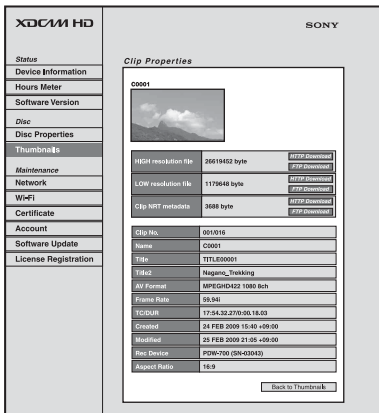 XDCAM HD
SONY
Status
Device Information
Hours Meter
Software Version
Disc
Disc Properties
Thumbnails
Maintenance
Network
Wi-Fi
Certificate
Account
Software Update
License Registration
Clip Properties
C0001
HIGH resolution file 26619452 byte HTTP Download
FTP Download
LOW resolution file 1179648 byte HTTP Download
FTP Download
Clip NRT metadata 3688 byte HTTP Download
FTP Download
Clip No. 001/016
Name C0001
Title TITLE00001
Title2 Nagano_Trekking
AV Format MPEGHD422 1080 8ch
Frame Rate 59.94i
TC/DUR 17:54.32.27/0:00.18.03
Created 24 FEB 2009 15:40 +09:00
Modified 25 FEB 2009 21:05 +09:00
Rec Device PDW-700 (SN-03043)
Aspect Ratio 16:9
Back to Thumbnails